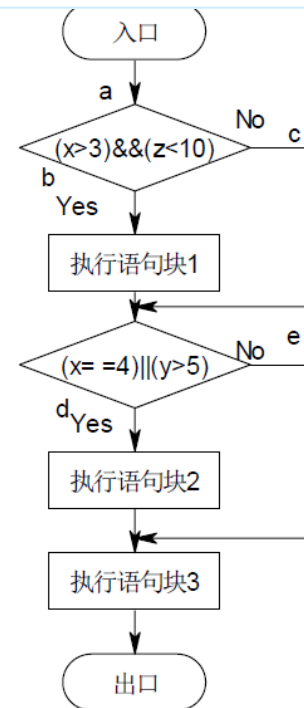 入口
a
No
c
(x>3)&&(z<10)
b
Yes
执行语句块1
(x= =4)||(y>5)
No
e
d
Yes
执行语句块2
执行语句块3
出口